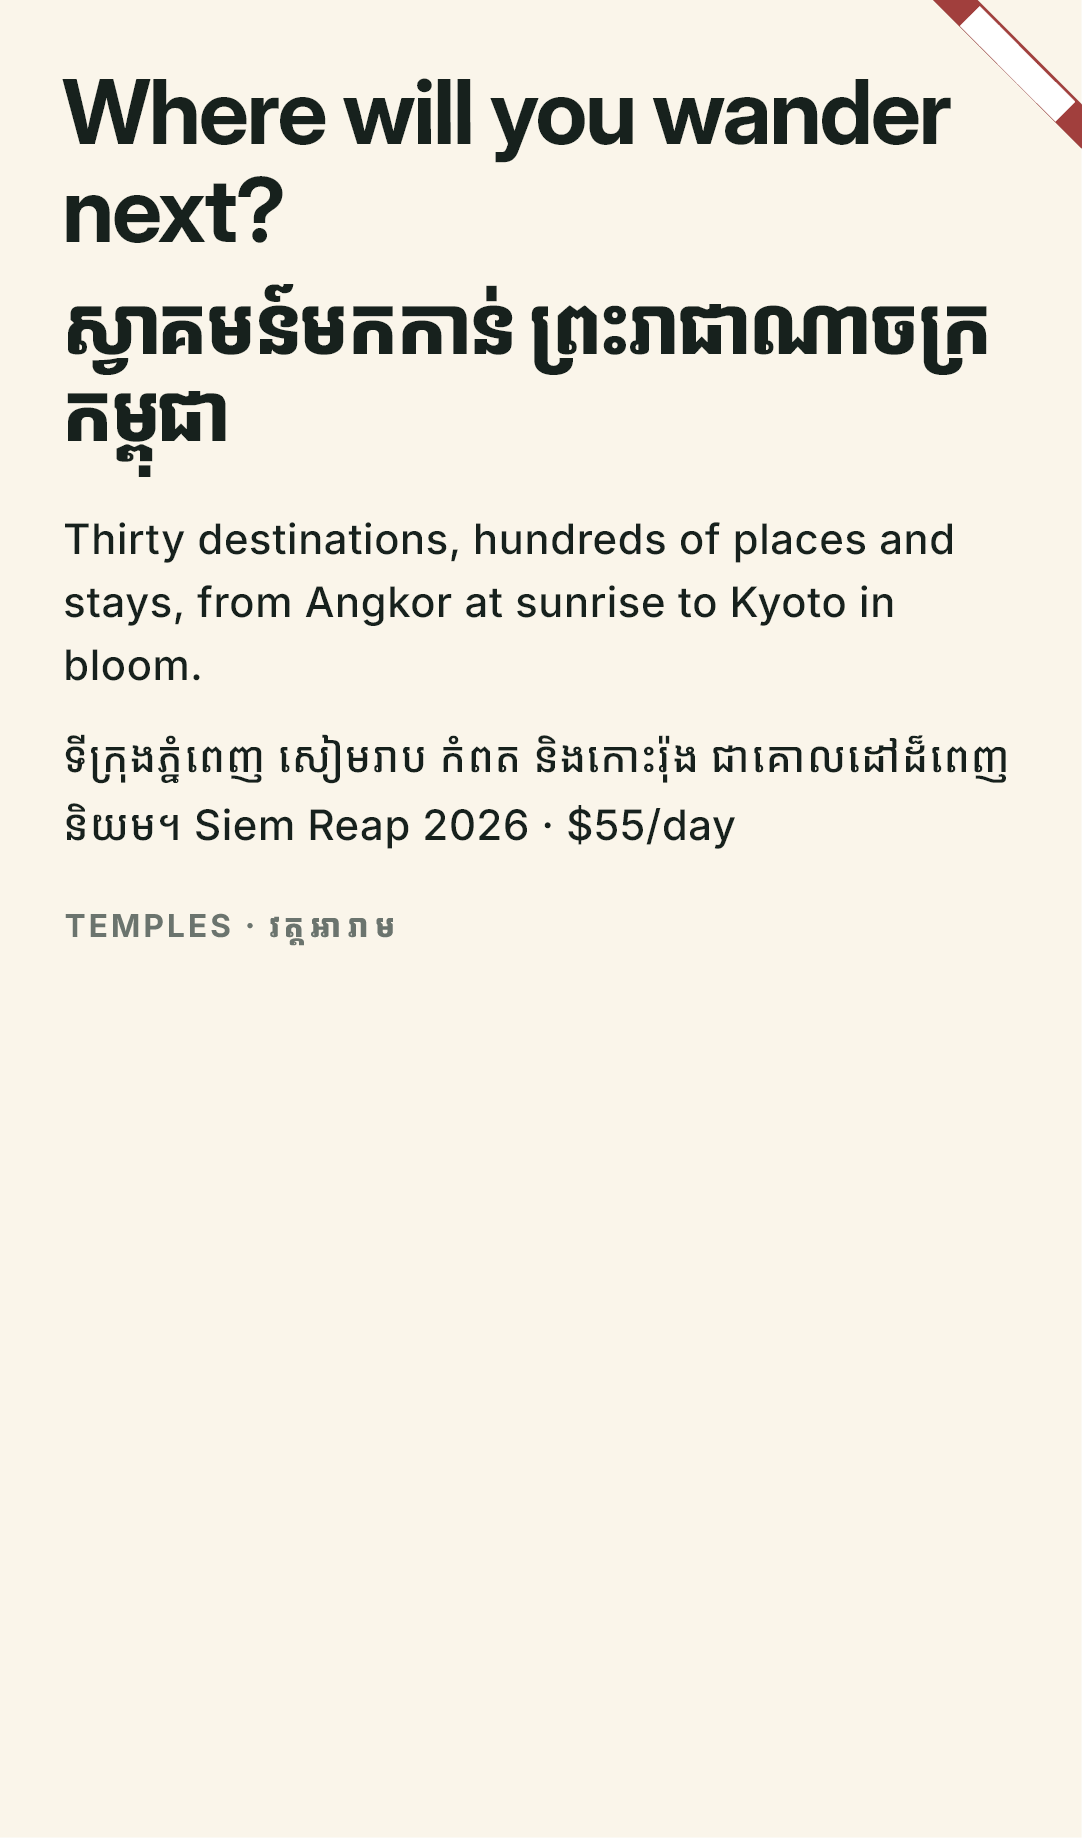 Where will you wander
next?
ស្វាគមន៍មកកាន់ ព្រះរាជាណាចក្រ
កម្ពុជា
Thirty destinations, hundreds of places and
stays, from Angkor at sunrise to Kyoto in
bloom.
ទីក្រុងភ្នំពេញ សៀមរាប កំពត និងកោះរ៉ុង ជាគោលដៅដ៏ពេញ
និយម។ Siem Reap 2026 · $55/day
TEMPLES · វត្តអារាម